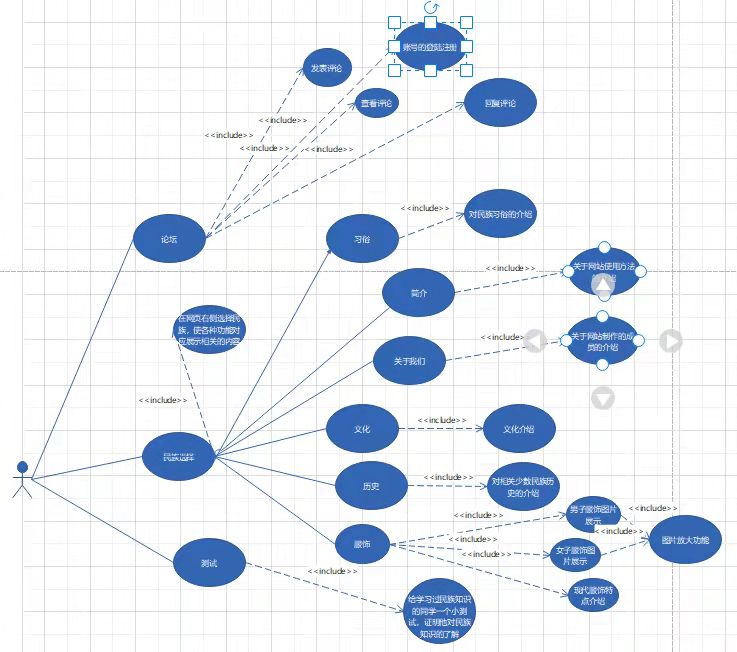 账号的登陆注册
发表评论
查看评论
回复评论
<<include>>
<<include>>
<<include>>
<<include>>
对民族习俗的介绍
<<include>>
论坛
习俗
<<include>>
关于网站使用方法
简介
在网页右侧选择民
族，使各种功能对
应展示相关的内容
<<include>>
关于网站制作的成
员的介绍
关于我们
<<include>>
<<include>>
文化
文化介绍
民族选择
<<include>>
历史
对相关少数民族历
史的介绍
<<include>>
<<include>>
男子服饰图片
展示
<<include>>
服饰
<<include>>
<<include>>
女子服饰图
片展示
图片放大功能
测试
<<include>>
现代服饰特
点介绍
给学习过民族知识
的同学一个小测
试，证明他对民族
知识的了解